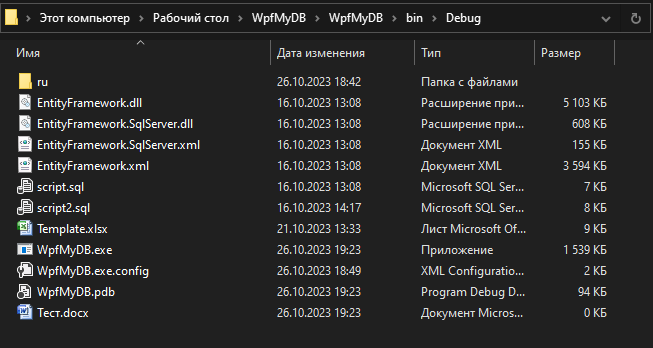 Этот компьютер > Рабочий стол > WpfMyDB > WpfMyDB > bin > Debug
Имя Дата изменения Тип Размер
ru 26.10.2023 18:42 Папка с файлами
EntityFramework.dll 16.10.2023 13:08 Расширение при... 5 103 КБ
EntityFramework.SqlServer.dll 16.10.2023 13:08 Расширение при... 608 КБ
EntityFramework.SqlServer.xml 16.10.2023 13:08 Документ XML 155 КБ
EntityFramework.xml 16.10.2023 13:08 Документ XML 3 594 КБ
script.sql 16.10.2023 13:08 Microsoft SQL Ser... 7 КБ
script2.sql 16.10.2023 14:17 Microsoft SQL Ser... 8 КБ
Template.xlsx 21.10.2023 13:33 Лист Microsoft Of... 9 КБ
WpfMyDB.exe 26.10.2023 19:23 Приложение 1 539 КБ
WpfMyDB.exe.config 26.10.2023 18:49 XML Configuratio... 2 КБ
WpfMyDB.pdb 26.10.2023 19:23 Program Debug D... 94 КБ
Тест.docx 26.10.2023 19:23 Документ Micros... 0 КБ